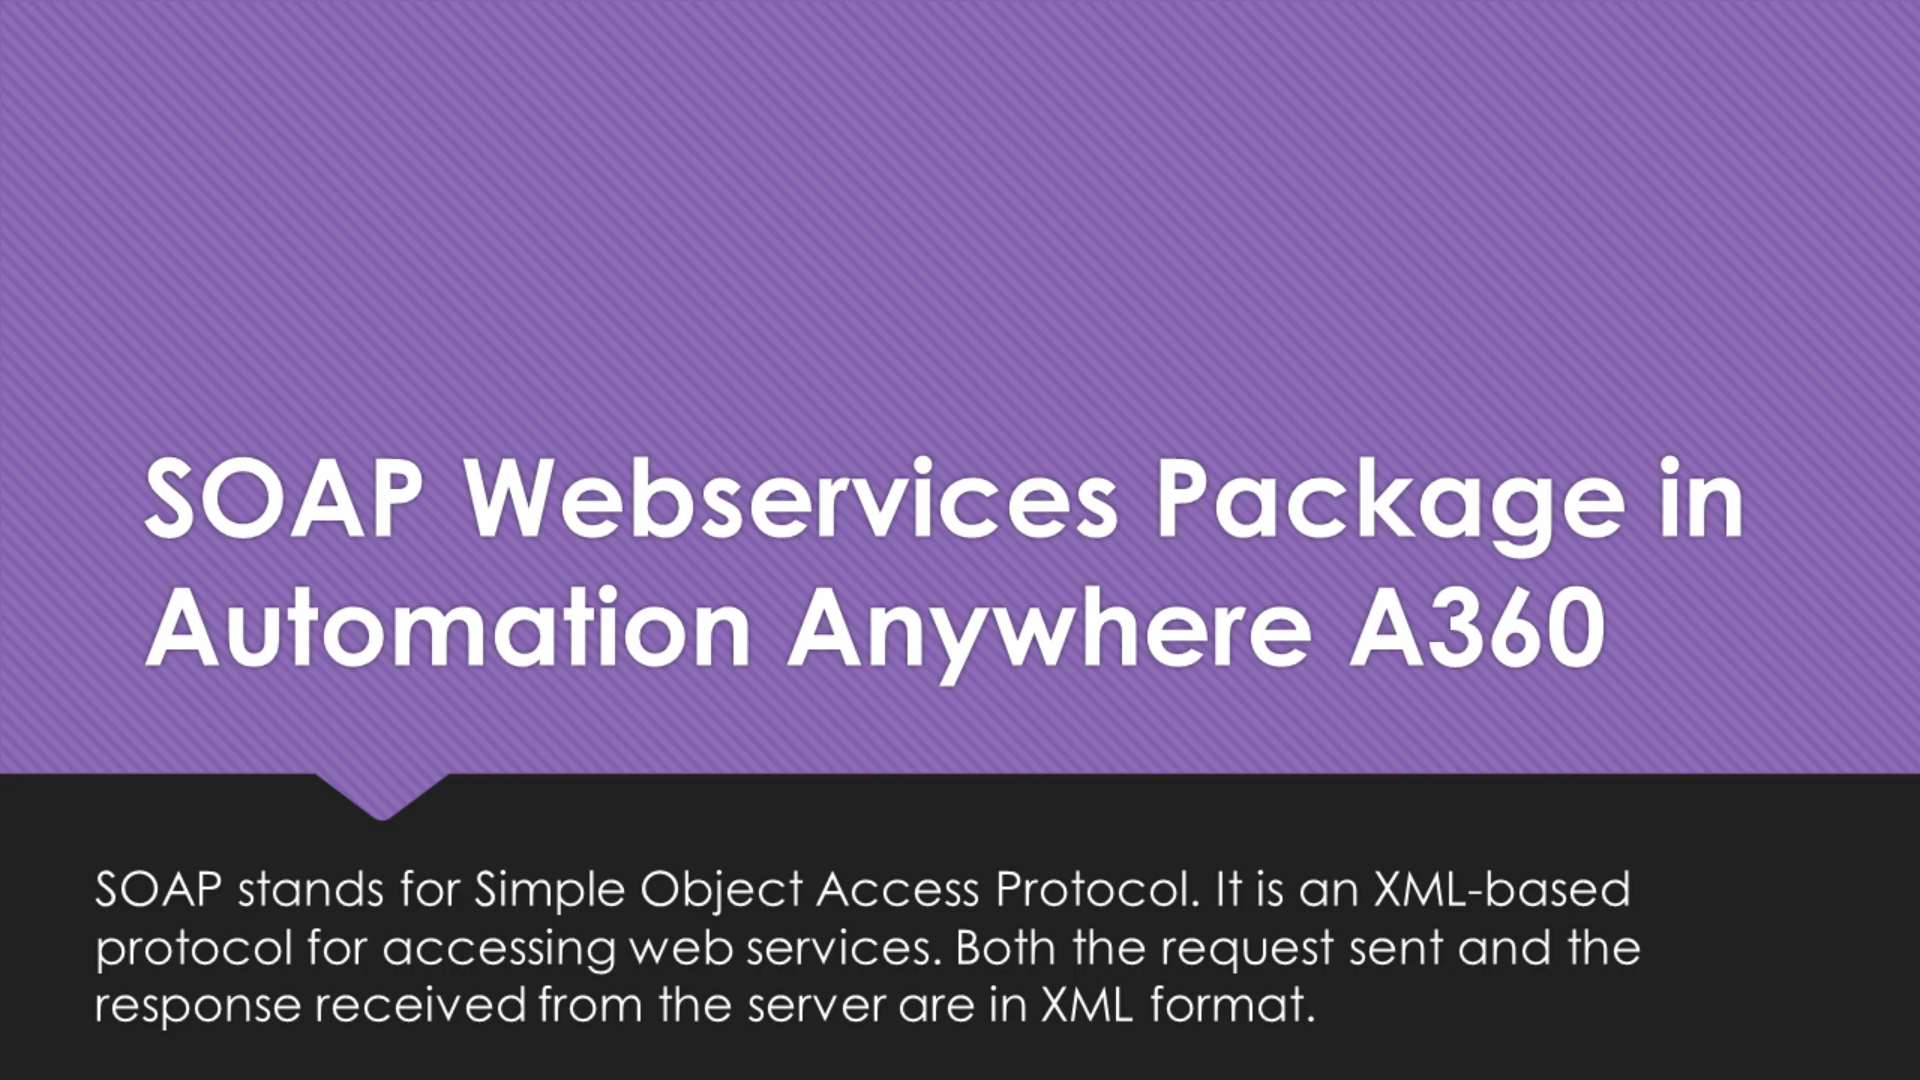 SOAP Webservices Package in
Automation Anywhere A360
SOAP stands for Simple Object Access Protocol. It is an XML-based
protocol for accessing web services. Both the request sent and the
response received from the server are in XML format.